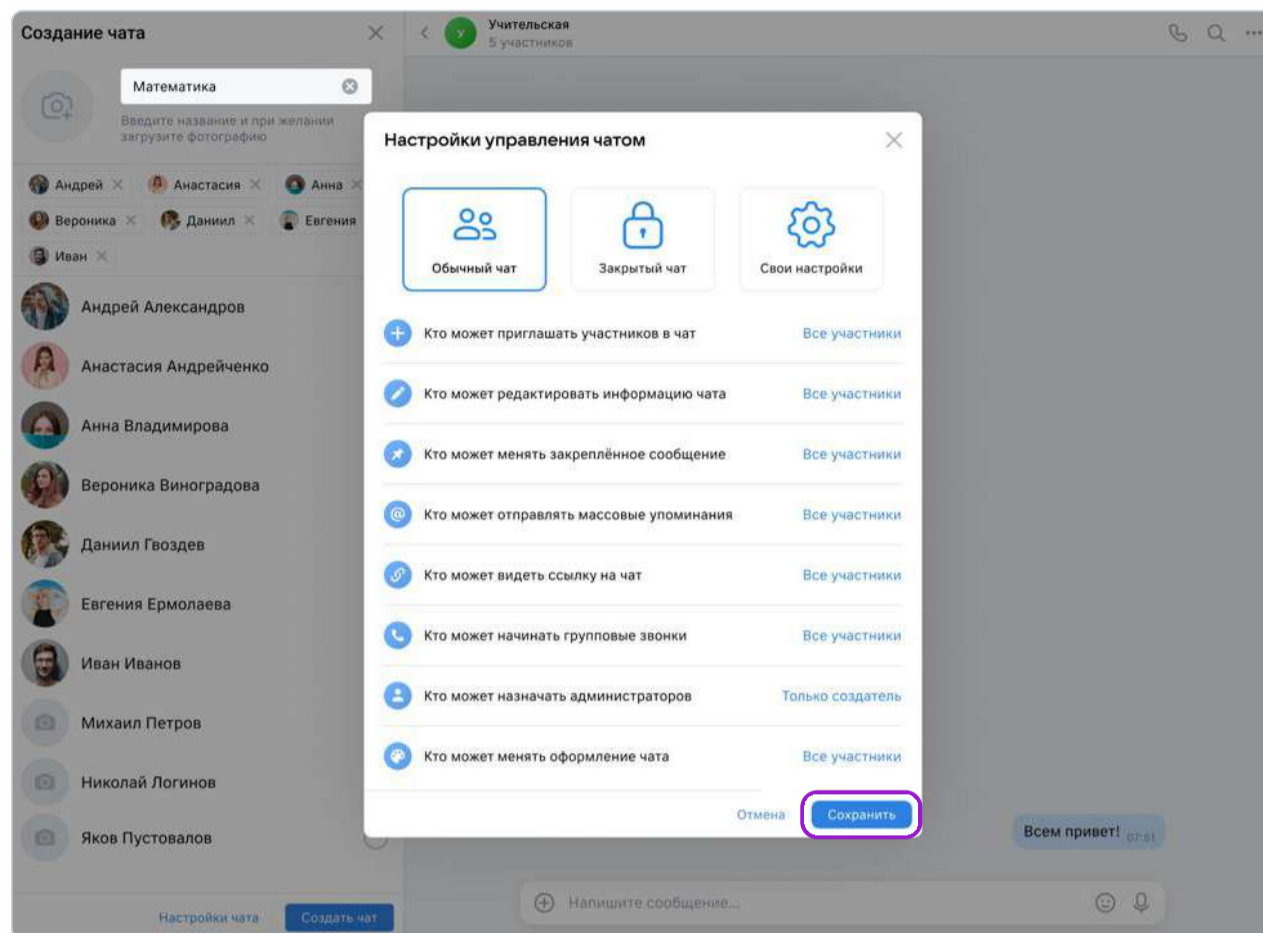 Создание чата
Математика
Введите название и при желании
загрузите фотографию
Андрей
Анастасия
Анна
Вероника
Даниил
Евгения
Иван
Андрей Александров
Анастасия Андрейченко
Анна Владимирова
Вероника Виноградова
Даниил Гвоздев
Евгения Ермолаева
Иван Иванов
Михаил Петров
Николай Логинов
Яков Пустовалов
Настройки чата
Создать чат
У
Учительская
5 участников
Настройки управления чатом
Обычный чат
Закрытый чат
Свои настройки
Кто может приглашать участников в чат Все участники
Кто может редактировать информацию чата Все участники
Кто может менять закреплённое сообщение Все участники
Кто может отправлять массовые упоминания Все участники
Кто может видеть ссылку на чат Все участники
Кто может начинать групповые звонки Все участники
Кто может назначать администраторов Только создатель
Кто может менять оформление чата Все участники
Отмена
Сохранить
Всем привет! 07:51
Напишите сообщение...